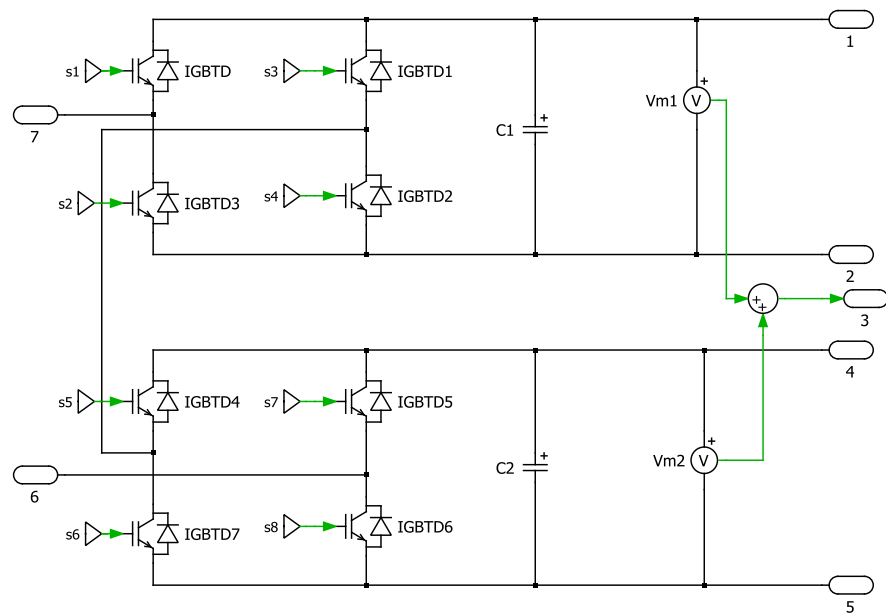 1
s1
IGBTD
s3
IGBTD1
+
Vm1
V
+
C1
7
s2
IGBTD3
s4
IGBTD2
2
+
+
3
4
s5
IGBTD4
s7
IGBTD5
+
Vm2
V
+
C2
6
s6
IGBTD7
s8
IGBTD6
5